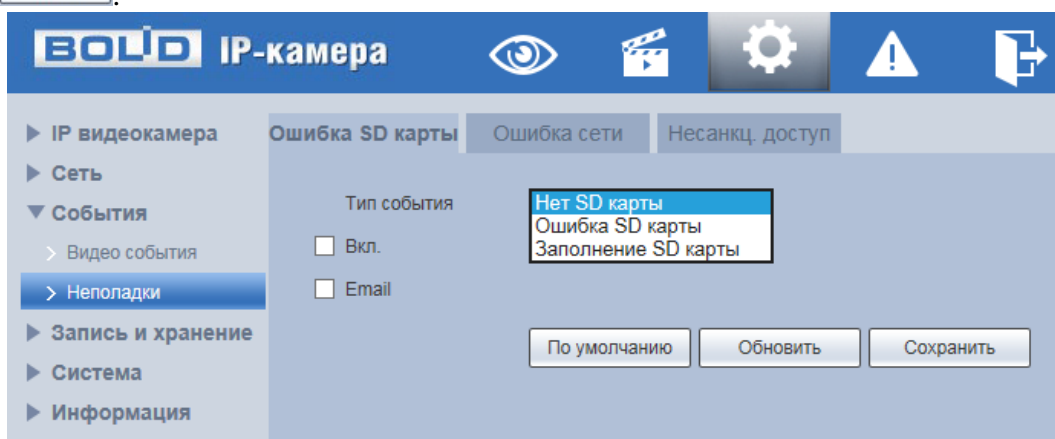 BOLID IP-камера
IP видеокамера
Сеть
События
Видео события
Неполадки
Запись и хранение
Система
Информация
Ошибка SD карты
Ошибка сети
Несанкц. доступ
Тип события
Нет SD карты
Ошибка SD карты
Заполнение SD карты
Вкл.
Email
По умолчанию
Обновить
Сохранить